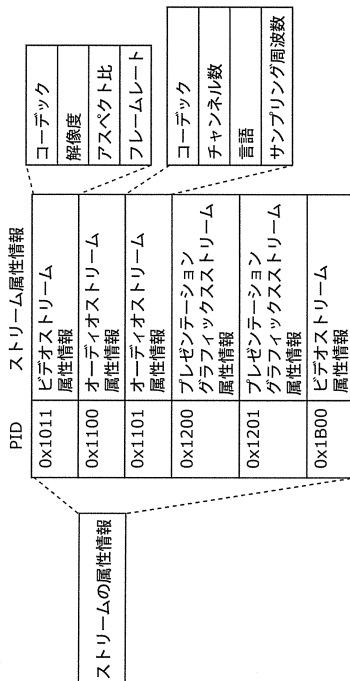 ストリームの属性情報
PID ストリーム属性情報
0x1011 ビデオストリーム
属性情報
0x1100 オーディオストリーム
属性情報
0x1101 オーディオストリーム
属性情報
0x1200 プレゼンテーション
グラフィックスストリーム
属性情報
0x1201 プレゼンテーション
グラフィックスストリーム
属性情報
0x1B00 ビデオストリーム
属性情報
コーデック
解像度
アスペクト比
フレームレート
コーデック
チャンネル数
言語
サンプリング周波数